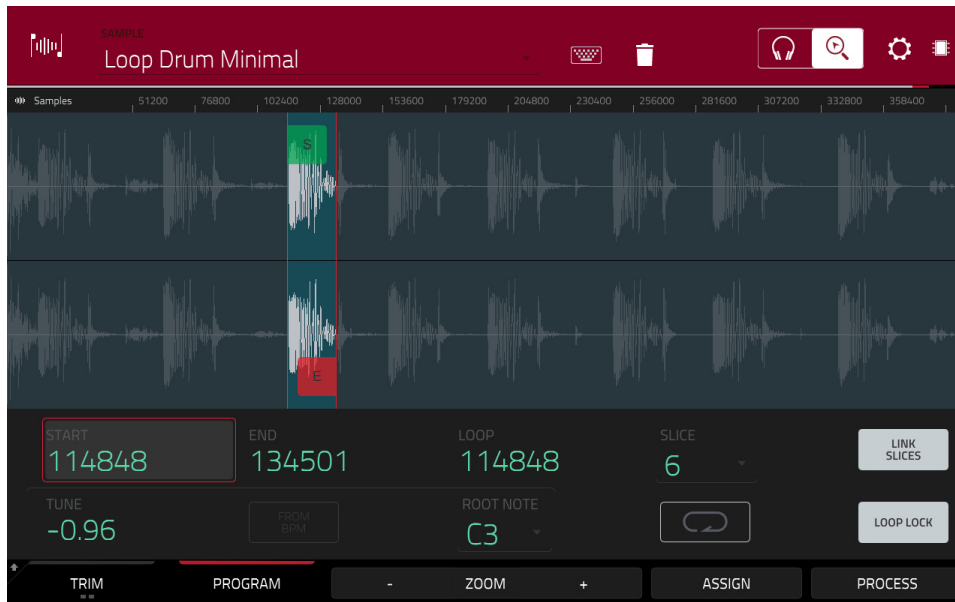 SAMPLE
Loop Drum Minimal
Samples 51200 76800 102400 128000 153600 179200 204800 230400 256000 281600 307200 332800 358400
S
E
START END LOOP SLICE
114848 134501 114848 6
LINK
SLICES
TUNE ROOT NOTE
-0.96 FROM
BPM C3 LOOP LOCK
TRIM PROGRAM - ZOOM + ASSIGN PROCESS